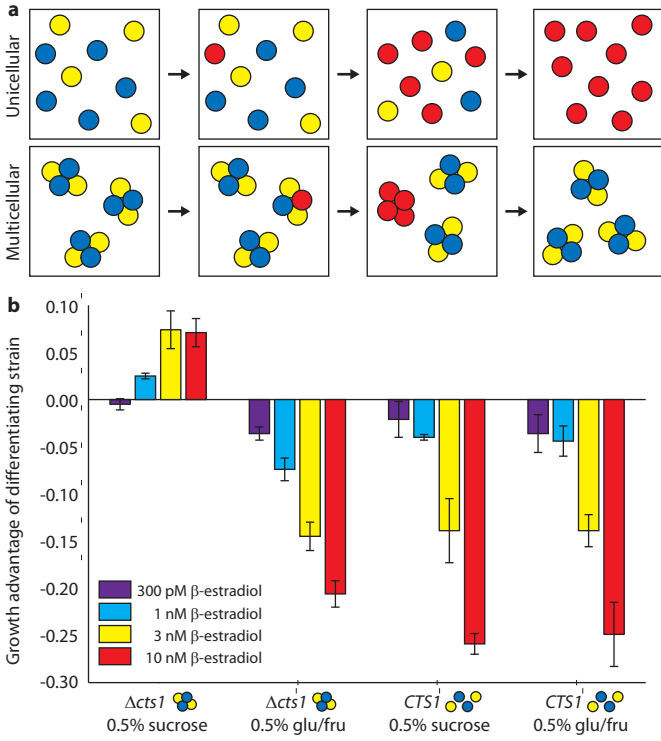 a
Unicellular
Multicellular
b
Growth advantage of differentiating strain
0.10
0.05
0.00
-0.05
-0.10
-0.15
-0.20
-0.25
-0.30
300 pM β-estradiol
1 nM β-estradiol
3 nM β-estradiol
10 nM β-estradiol
Δcts1 Δcts1 CTS1 CTS1
0.5% sucrose 0.5% glu/fru 0.5% sucrose 0.5% glu/fru